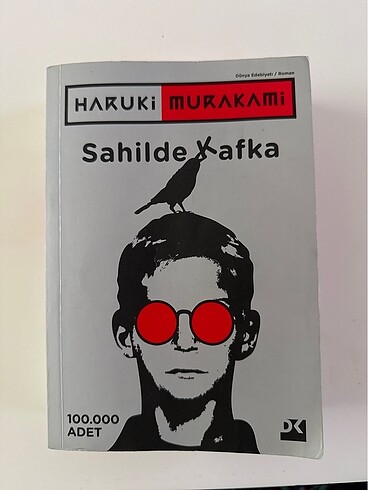 Dünya Edebiyatı / Roman
HARUKi MURAKAMi
Sahilde Kafka
100.000
ADET
DK